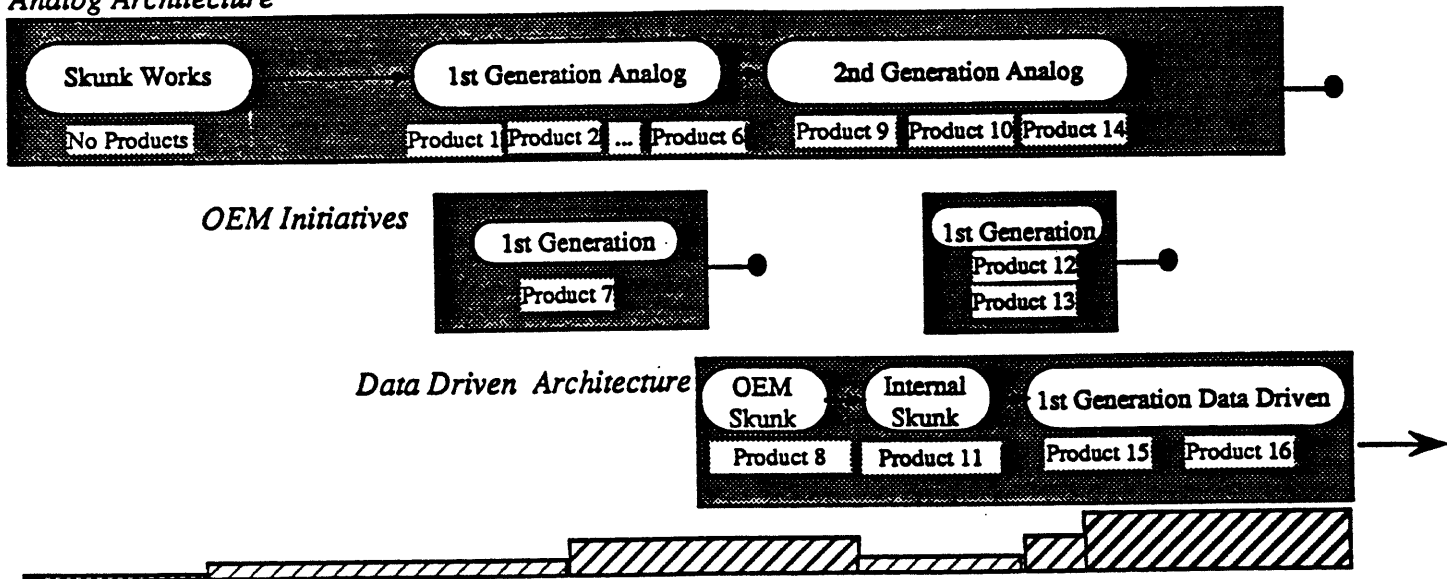 Analog Architecture
Skunk Works
1st Generation Analog
2nd Generation Analog
No Products
Product 1
Product 2
...
Product 6
Product 9
Product 10
Product 14
OEM Initiatives
1st Generation
Product 7
1st Generation
Product 12
Product 13
Data Driven Architecture
OEM
Skunk
Internal
Skunk
1st Generation Data Driven
Product 8
Product 11
Product 15
Product 16